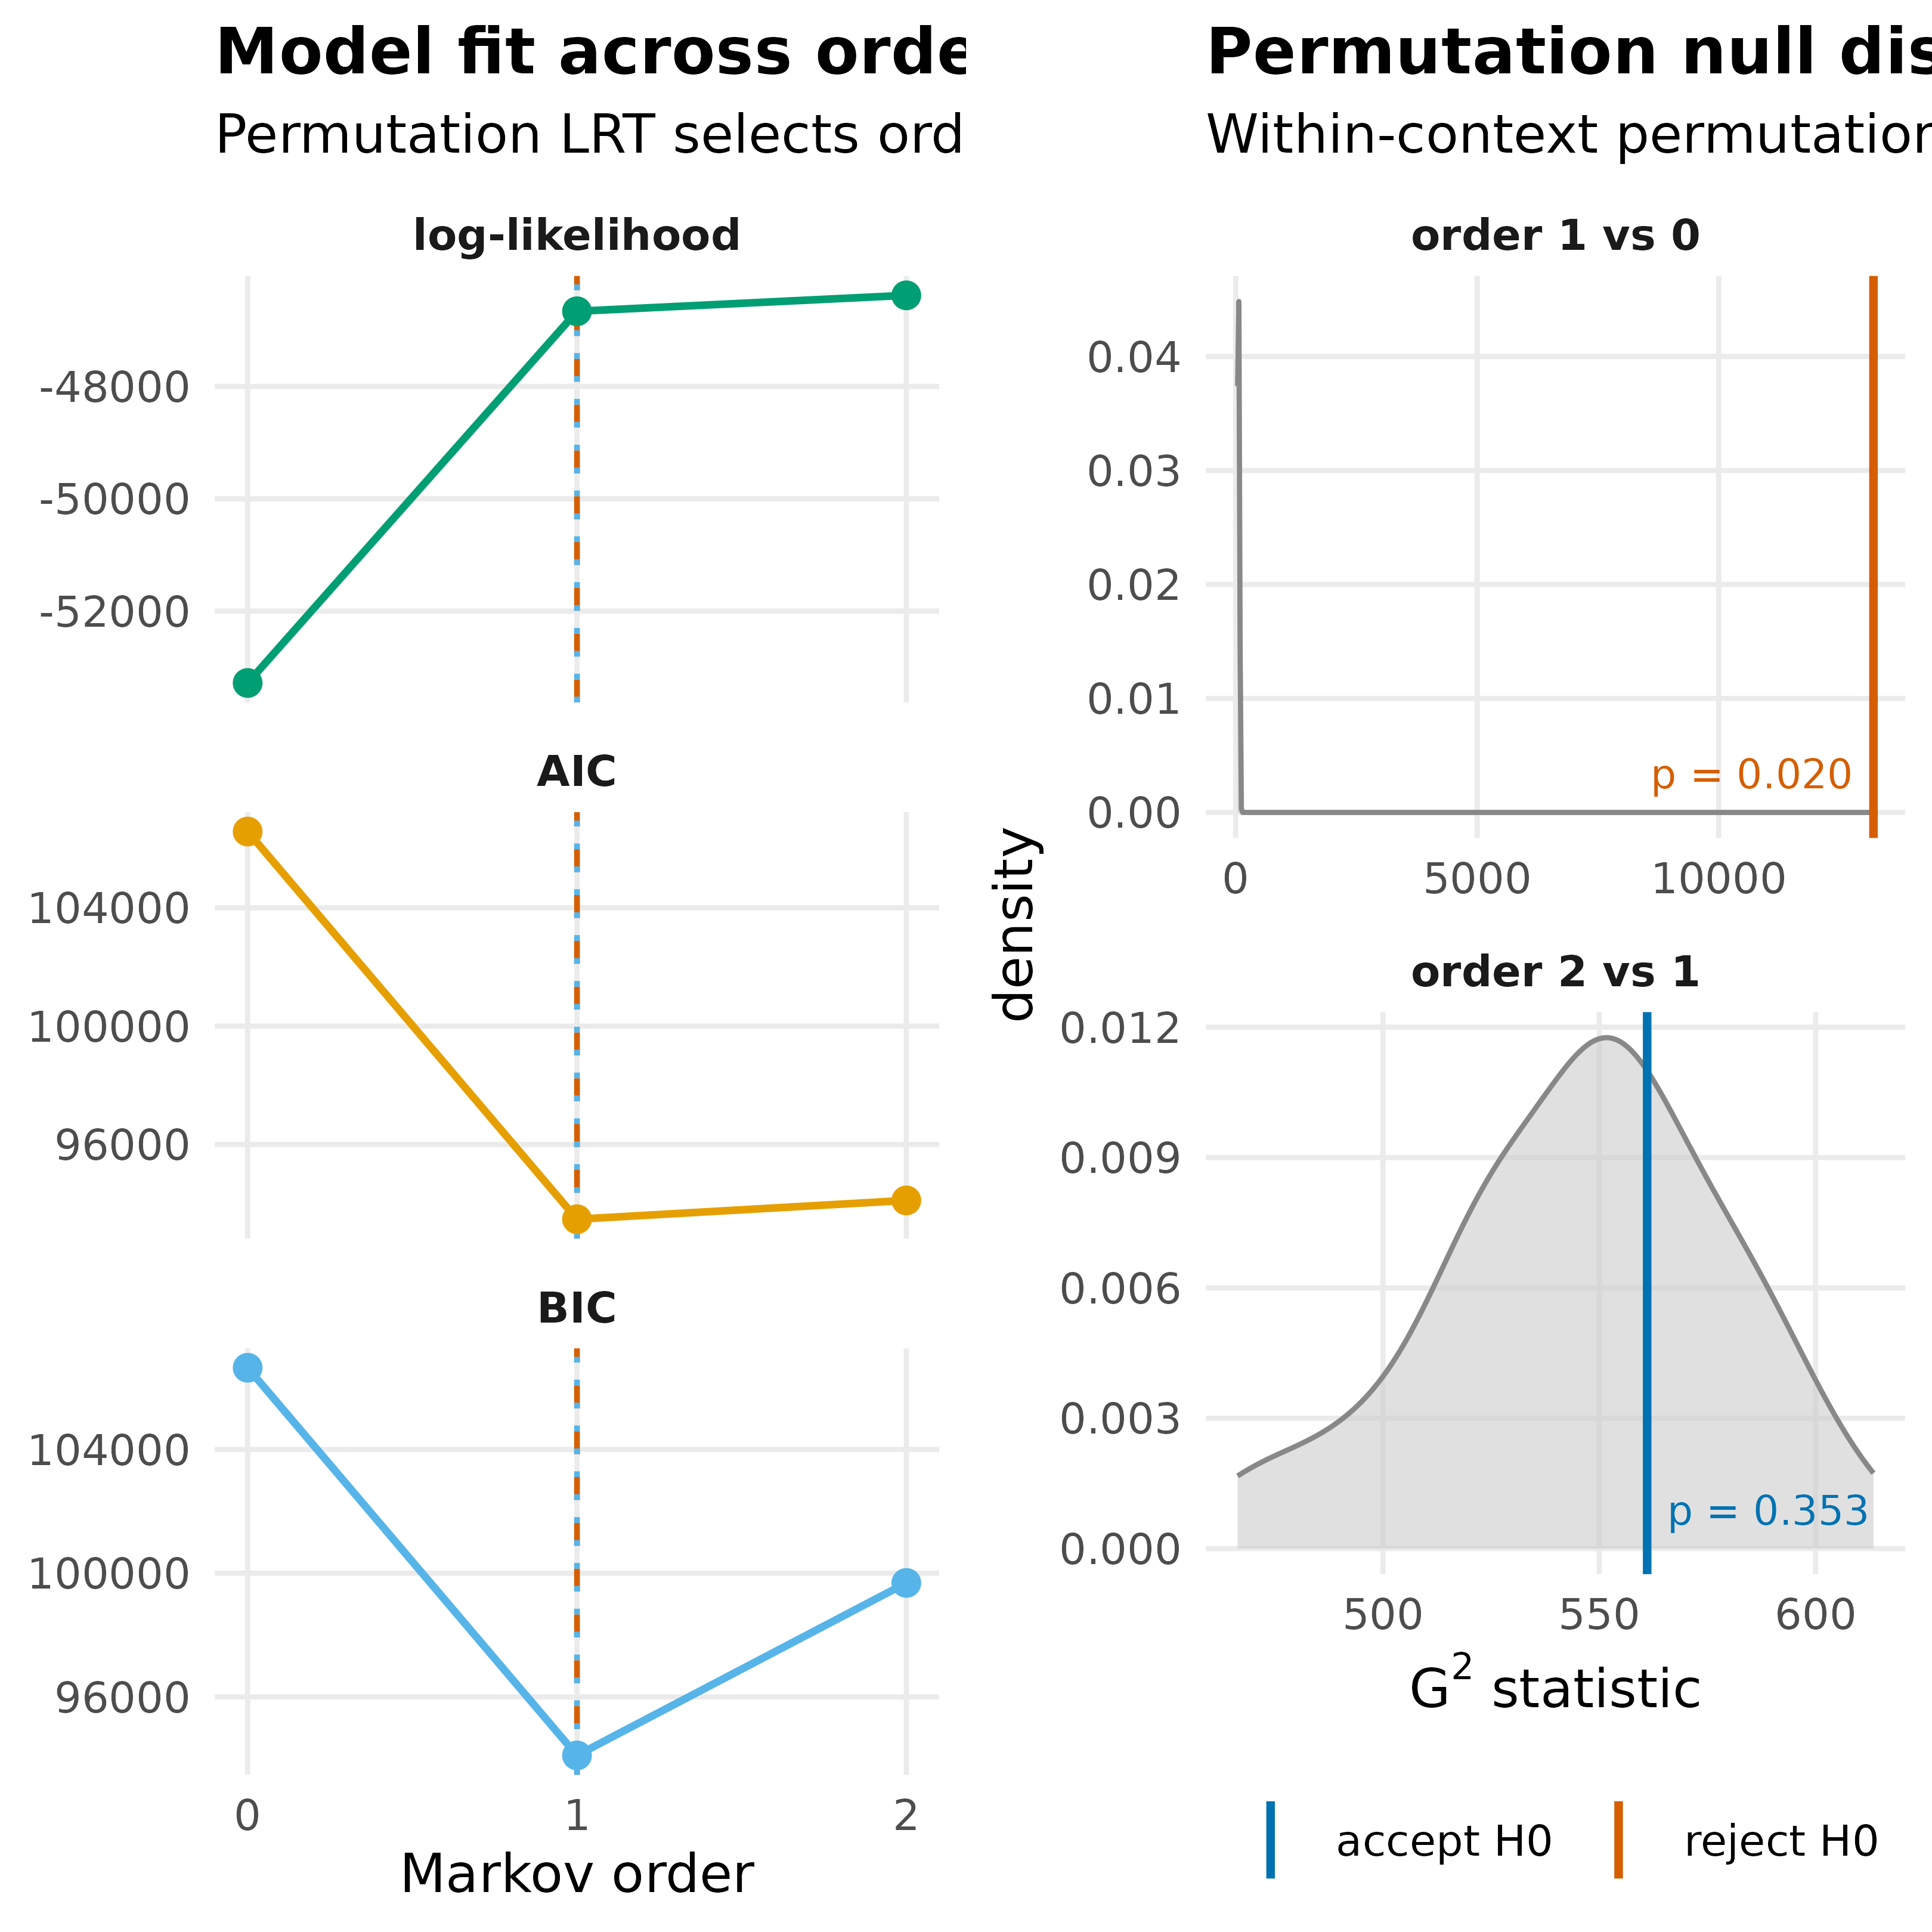 Model fit across orde
Permutation LRT selects ord
log-likelihood
-48000
-50000
-52000
AIC
104000
100000
96000
BIC
104000
100000
96000
0 1 2
Markov order
Permutation null dis
Within-context permutation
density
order 1 vs 0
0.04
0.03
0.02
0.01
0.00
p = 0.020
0 5000 10000
order 2 vs 1
0.012
0.009
0.006
0.003
0.000
p = 0.353
500 550 600
G² statistic
accept H0 reject H0